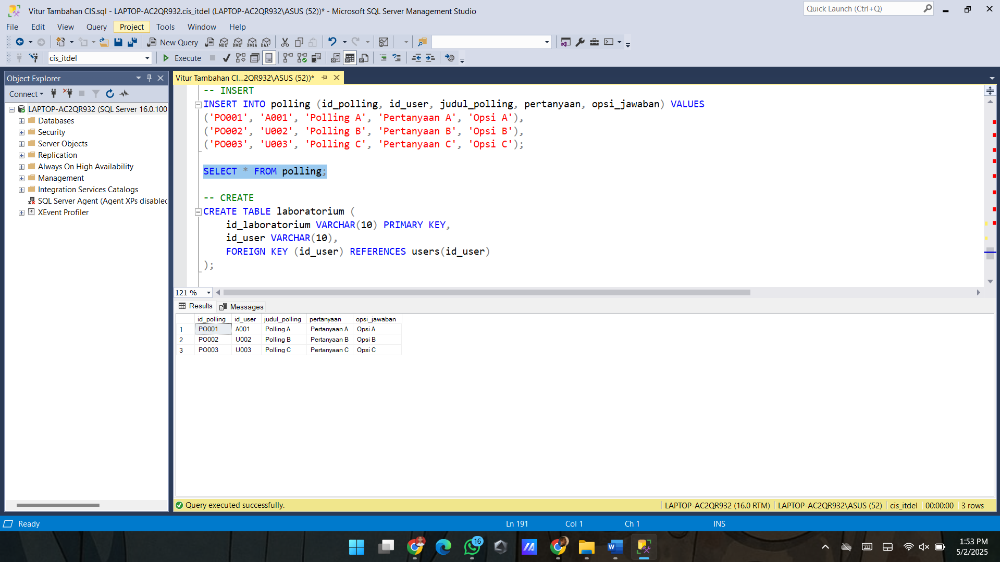 Vitur Tambahan CIS.sql - LAPTOP-AC2QR932.cis_itdel (LAPTOP-AC2QR932\ASUS (52))* - Microsoft SQL Server Management Studio
Quick Launch (Ctrl+Q)
File Edit View Query Project Tools Window Help
New Query MDX DMX XMLA DAX
cis_itdel Execute
Object Explorer
Vitur Tambahan CI...2QR932\ASUS (52))*
Connect
LAPTOP-AC2QR932 (SQL Server 16.0.100
Databases
Security
Server Objects
Replication
Always On High Availability
Management
Integration Services Catalogs
SQL Server Agent (Agent XPs disabled
XEvent Profiler
-- INSERT
INSERT INTO polling (id_polling, id_user, judul_polling, pertanyaan, opsi_jawaban) VALUES
('PO001', 'A001', 'Polling A', 'Pertanyaan A', 'Opsi A'),
('PO002', 'U002', 'Polling B', 'Pertanyaan B', 'Opsi B'),
('PO003', 'U003', 'Polling C', 'Pertanyaan C', 'Opsi C');
SELECT * FROM polling;
-- CREATE
CREATE TABLE laboratorium (
id_laboratorium VARCHAR(10) PRIMARY KEY,
id_user VARCHAR(10),
FOREIGN KEY (id_user) REFERENCES users(id_user)
);
121 %
Results Messages
id_polling id_user judul_polling pertanyaan opsi_jawaban
1 PO001 A001 Polling A Pertanyaan A Opsi A
2 PO002 U002 Polling B Pertanyaan B Opsi B
3 PO003 U003 Polling C Pertanyaan C Opsi C
Query executed successfully. LAPTOP-AC2QR932 (16.0 RTM) LAPTOP-AC2QR932\ASUS (52) cis_itdel 00:00:00 3 rows
Ready Ln 191 Col 1 Ch 1 INS
16
1:53 PM
5/2/2025